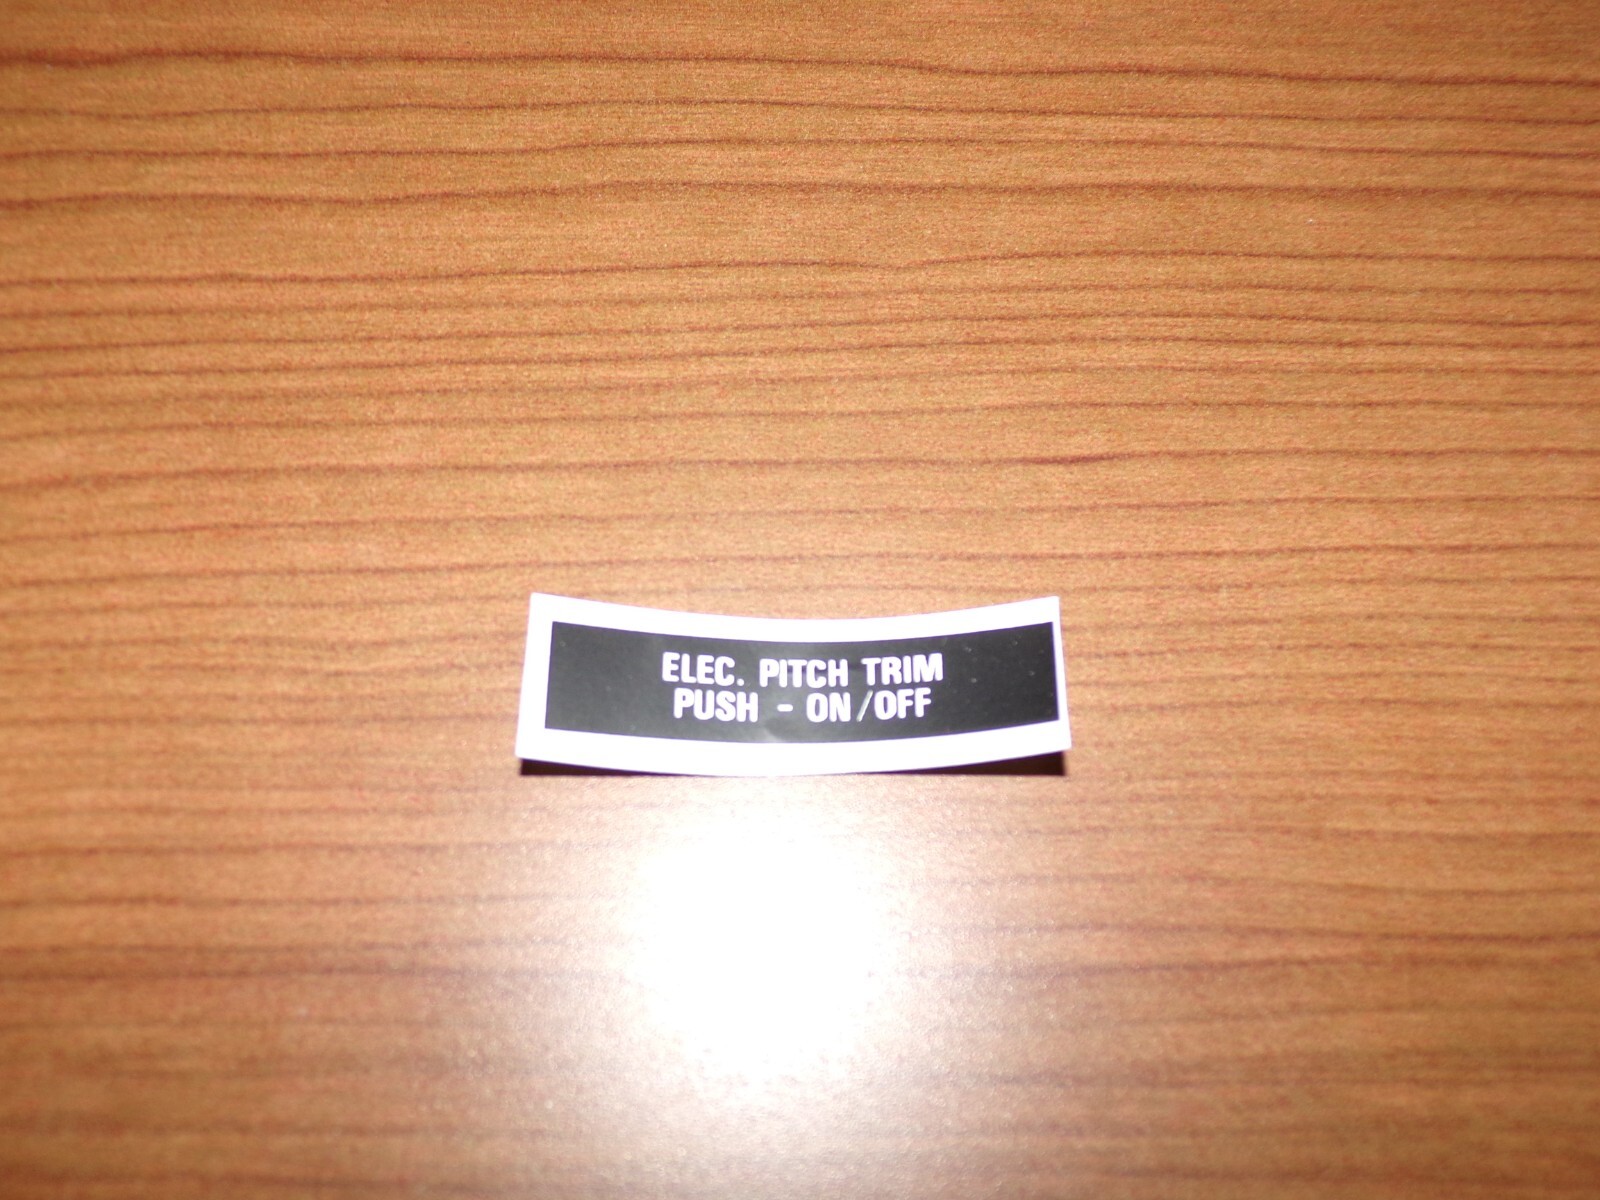 ELEC. PITCH TRIM
PUSH - ON/OFF